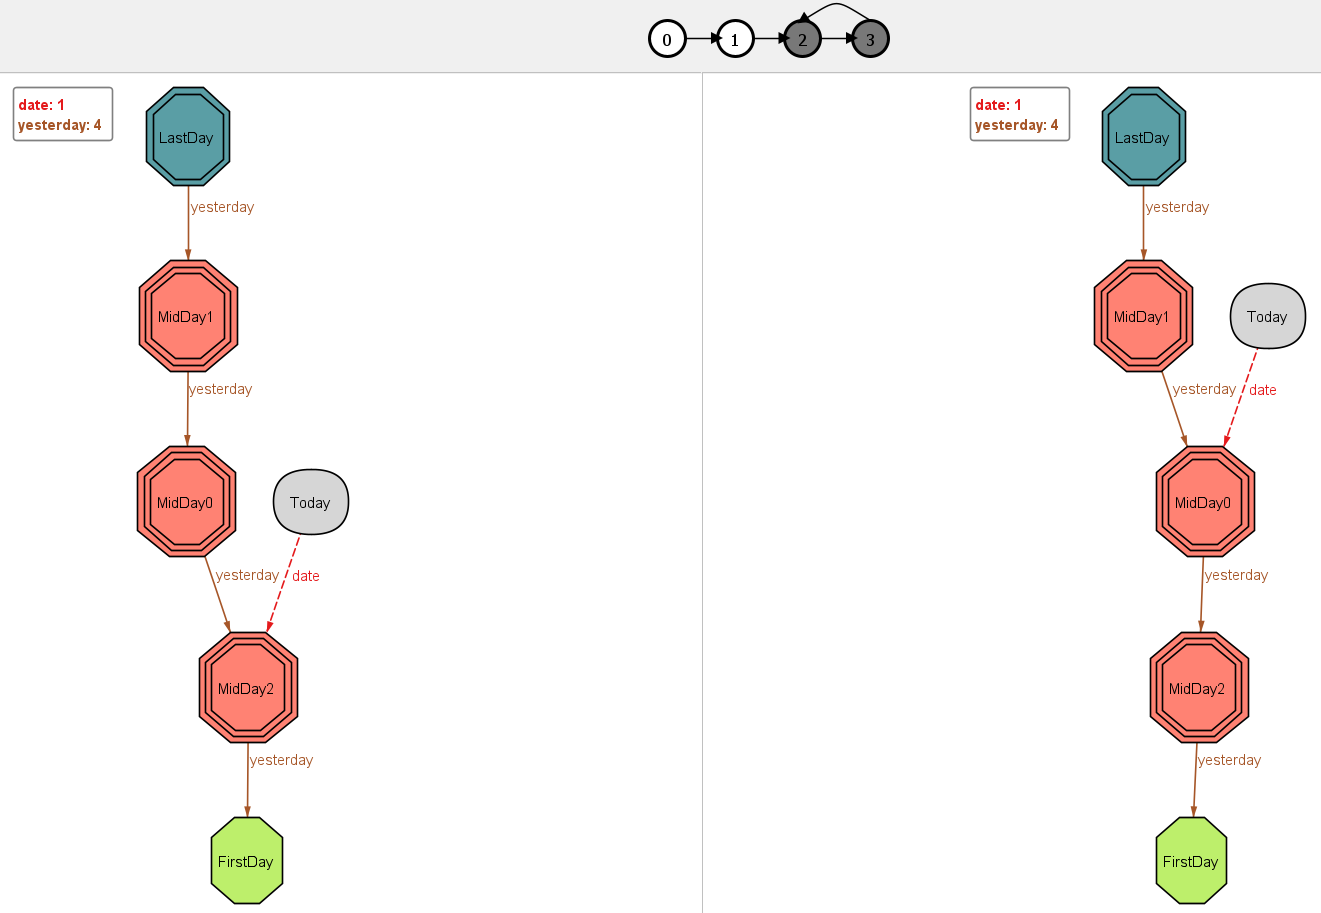 0 1 2 3
date: 1
yesterday: 4
LastDay
yesterday
MidDay1
yesterday
MidDay0
Today
yesterday
date
MidDay2
yesterday
FirstDay
date: 1
yesterday: 4
LastDay
yesterday
MidDay1
Today
yesterday
date
MidDay0
yesterday
MidDay2
yesterday
FirstDay